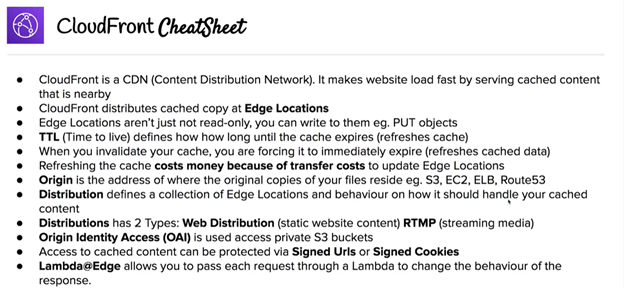 CloudFront CheatSheet
● CloudFront is a CDN (Content Distribution Network). It makes website load fast by serving cached content
that is nearby
● CloudFront distributes cached copy at Edge Locations
● Edge Locations aren't just not read-only, you can write to them eg. PUT objects
● TTL (Time to live) defines how how long until the cache expires (refreshes cache)
● When you invalidate your cache, you are forcing it to immediately expire (refreshes cached data)
● Refreshing the cache costs money because of transfer costs to update Edge Locations
● Origin is the address of where the original copies of your files reside eg. S3, EC2, ELB, Route53
● Distribution defines a collection of Edge Locations and behaviour on how it should handle your cached
content
● Distributions has 2 Types: Web Distribution (static website content) RTMP (streaming media)
● Origin Identity Access (OAI) is used access private S3 buckets
● Access to cached content can be protected via Signed Urls or Signed Cookies
● Lambda@Edge allows you to pass each request through a Lambda to change the behaviour of the
response.